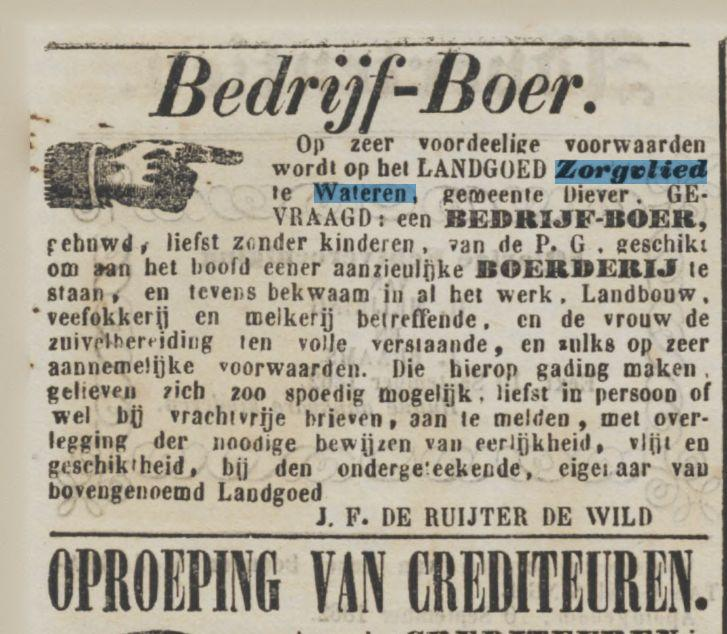 Bedrijf-Boer.
Op zeer voordeelige voorwaarden
wordt op het LANDGOED Zorgvlied
te Wateren, gemeente Diever, GE-
VRAAGD: een BEDRIJF-BOER,
gehuwd, liefst zonder kinderen, van de P. G., geschikt
om aan het hoofd eener aanzienlijke BOERDERIJ te
staan, en tevens bekwaam in al het werk, Landbouw,
veefokkerij en melkerij betreffende, en de vrouw de
zuivelbereiding ten volle verstaande, en zulks op zeer
aannemelijke voorwaarden. Die hierop gading maken,
gelieven zich zoo spoedig mogelijk, liefst in persoon of
wel bij vrachtvrije brieven, aan te melden, met over-
legging der noodige bewijzen van eerlijkheid, vlijt en
geschiktheid, bij den ondergeteekende, eigenaar van
bovengenoemd Landgoed
J. F. DE RUIJTER DE WILD
OPROEPING VAN CREDITEUREN.